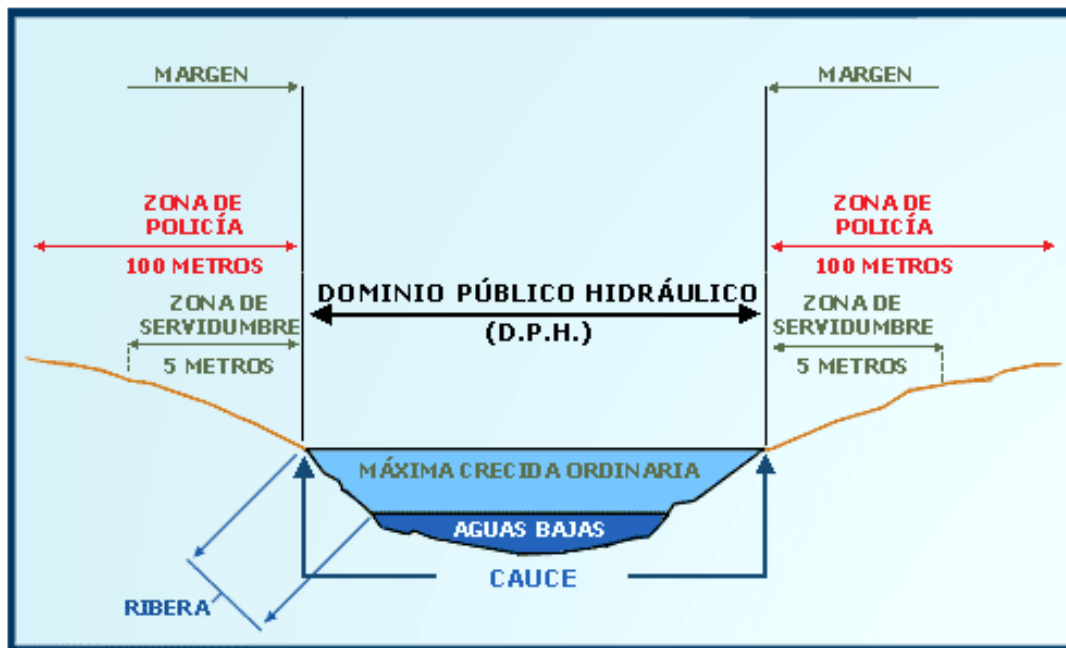 MARGEN
MARGEN
ZONA DE
POLICÍA
100 METROS
ZONA DE
POLICÍA
100 METROS
DOMINIO PÚBLICO HIDRÁULICO
(D.P.H.)
ZONA DE
SERVIDUMBRE
5 METROS
ZONA DE
SERVIDUMBRE
5 METROS
MÁXIMA CRECIDA ORDINARIA
AGUAS BAJAS
CAUCE
RIBERA